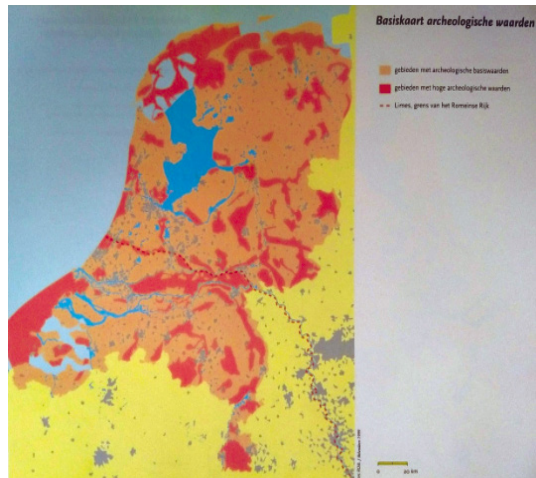 Basiskaart archeologische waarden
gebieden met archeologische basiswaarden
gebieden met hoge archeologische waarden
Limes, grens van het Romeinse Rijk
0 20 km